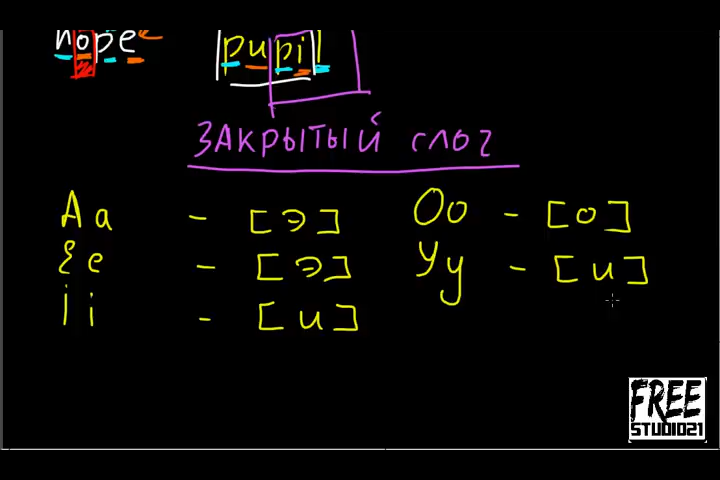 nope e pupil
ЗАКРЫТЫЙ СЛОГ
Aa - [э] Oo - [о]
Ee - [э] Yy - [и]
Ii - [и]
FREE
STUDIO21